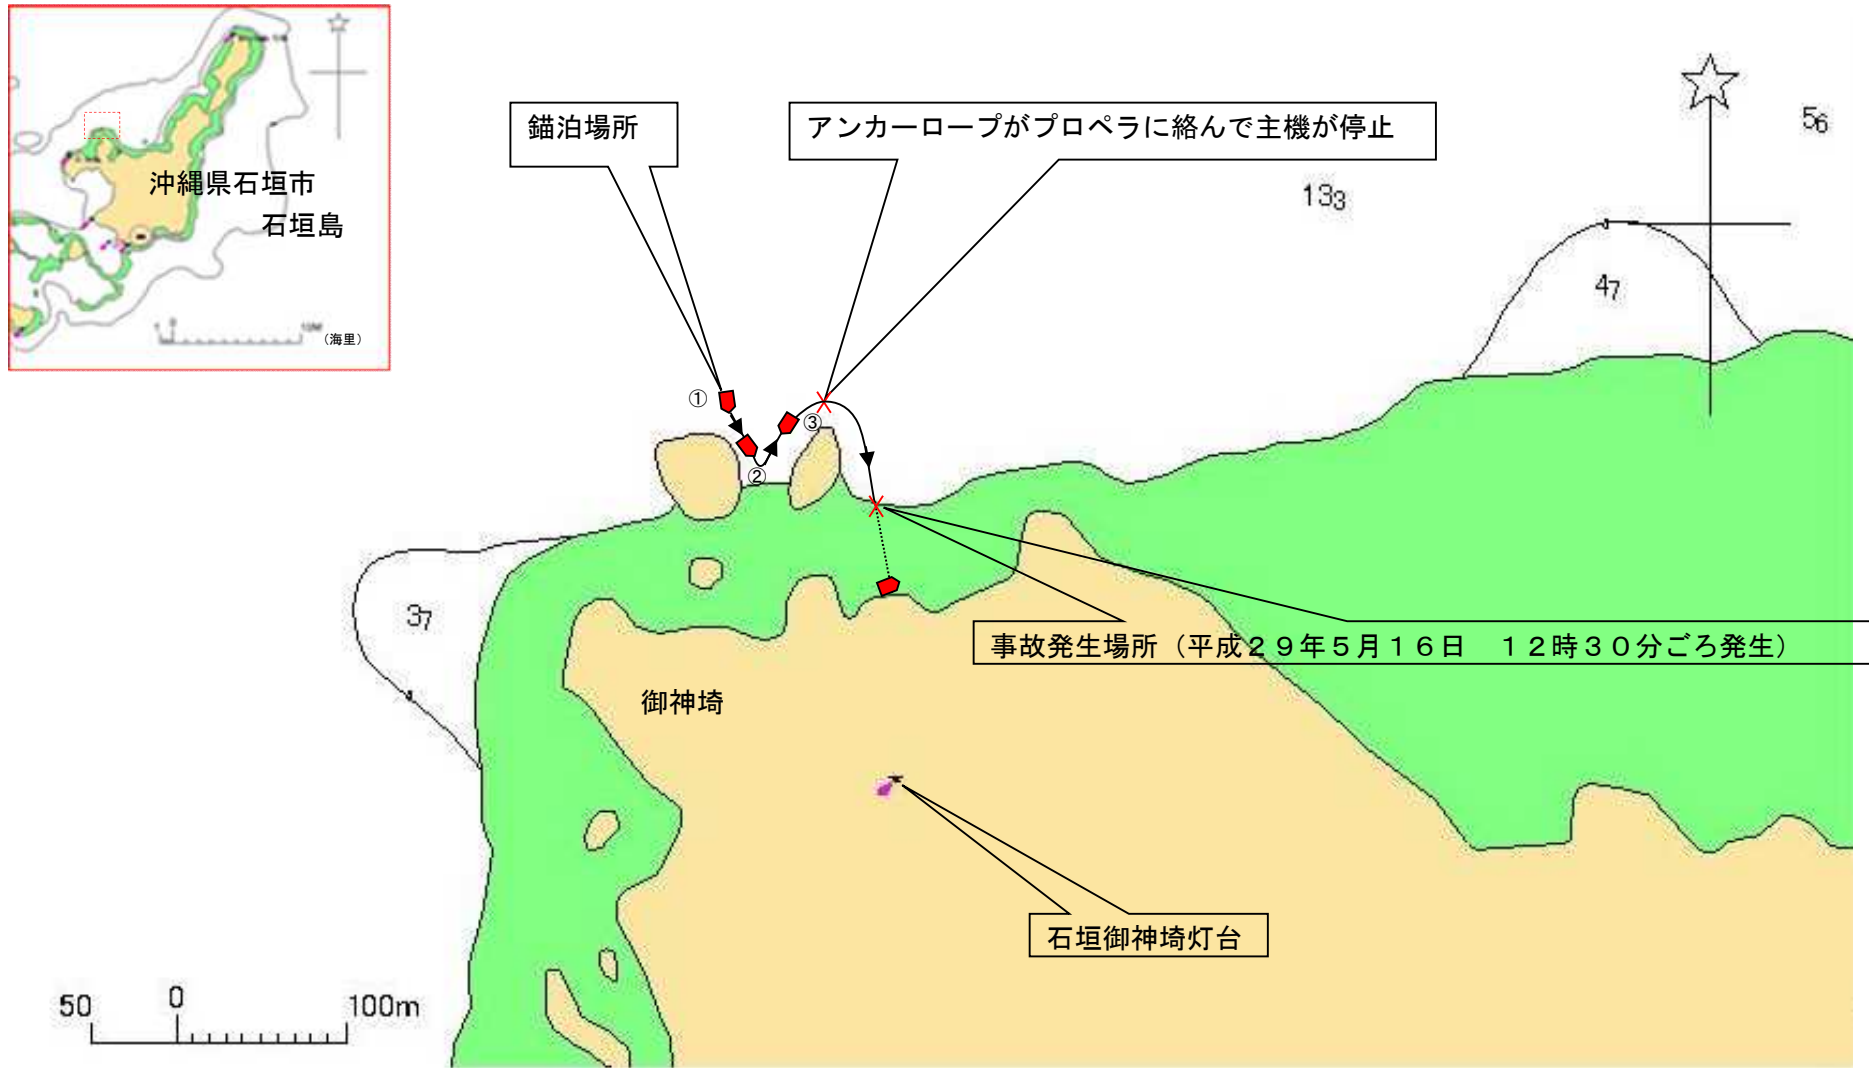 沖縄県石垣市
石垣島
(海里)
錨泊場所
アンカーロープがプロペラに絡んで主機が停止
5₆
13₃
4₇
①
②
③
3₇
事故発生場所（平成２９年５月１６日　１２時３０分ごろ発生）
御神埼
石垣御神埼灯台
50 0 100m